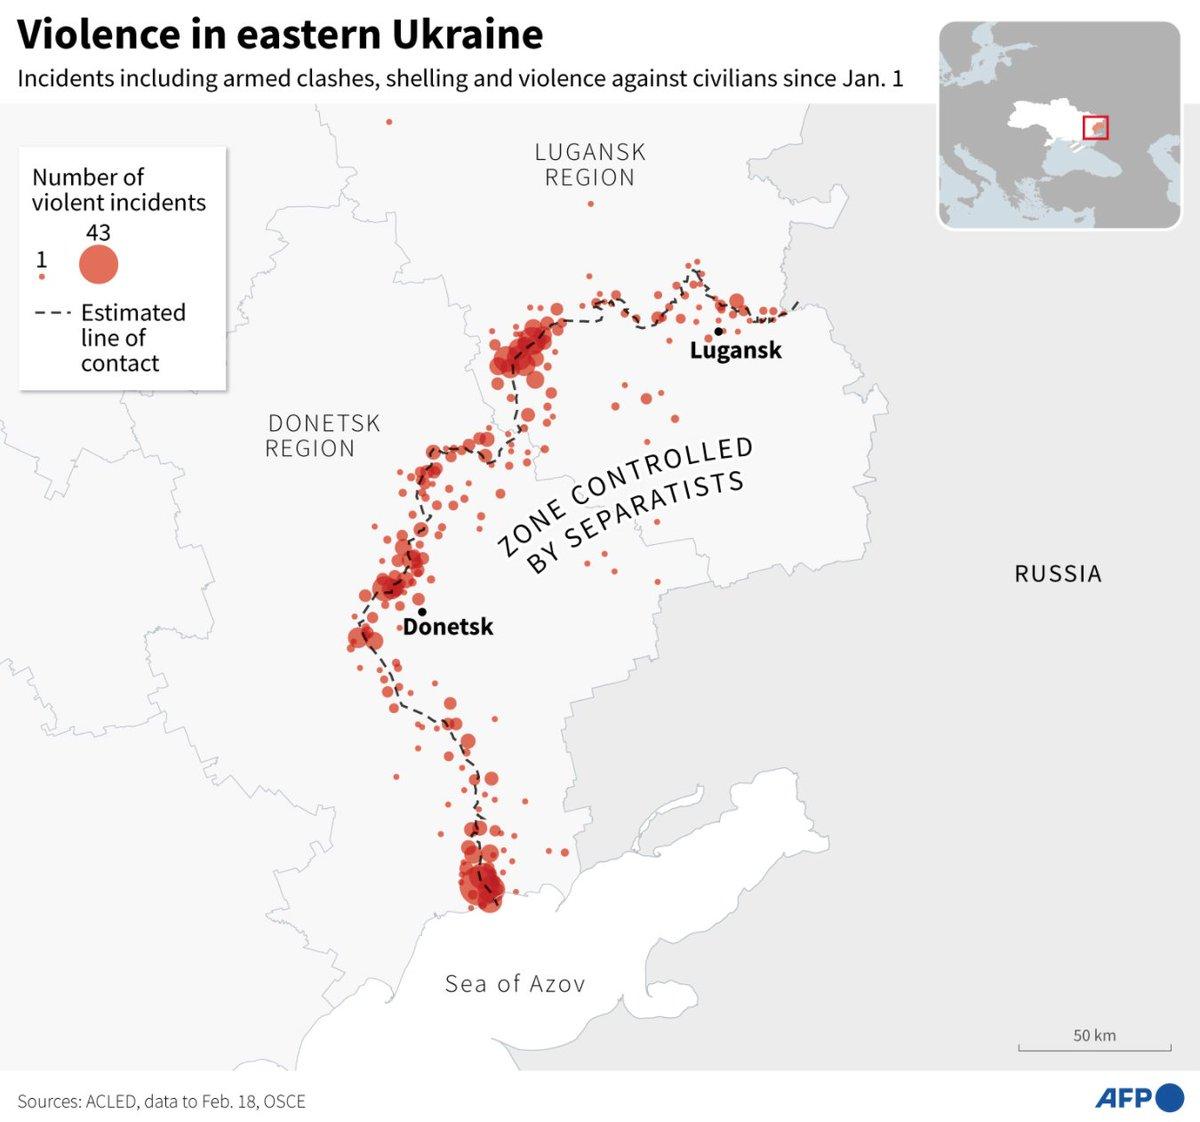 Violence in eastern Ukraine
Incidents including armed clashes, shelling and violence against civilians since Jan. 1
Number of
violent incidents
43
1
Estimated
line of
contact
LUGANSK
REGION
Lugansk
DONETSK
REGION
ZONE CONTROLLED
BY SEPARATISTS
RUSSIA
Donetsk
Sea of Azov
50 km
Sources: ACLED, data to Feb. 18, OSCE
AFP